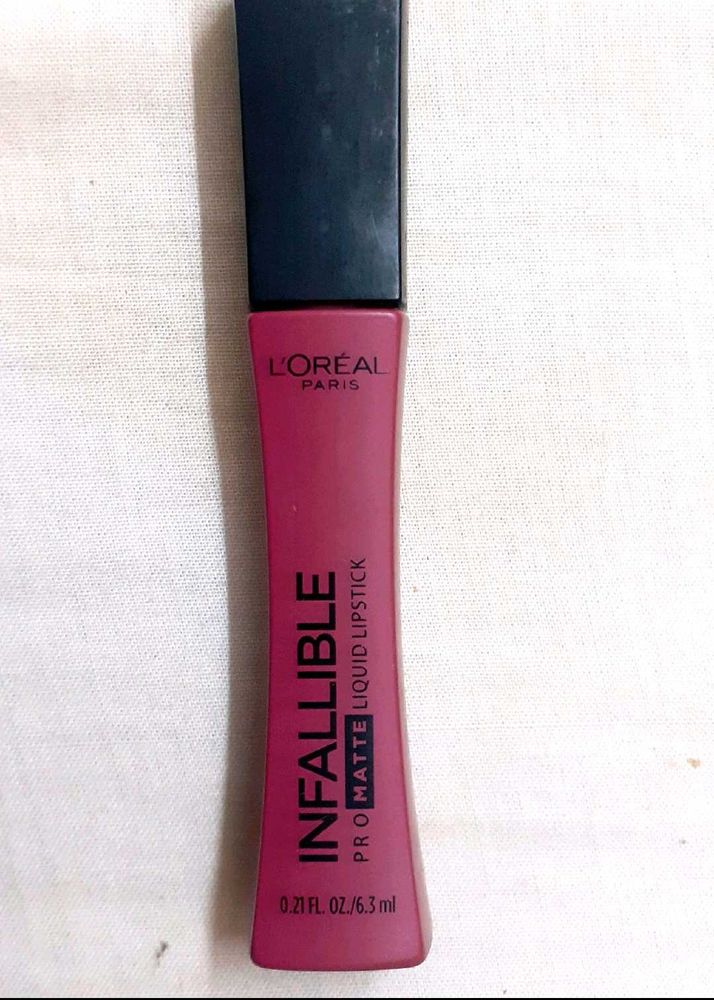 L'ORÉAL
PARIS
INFALLIBLE
PRO MATTE LIQUID LIPSTICK
0.21 FL. OZ./6.3 ml